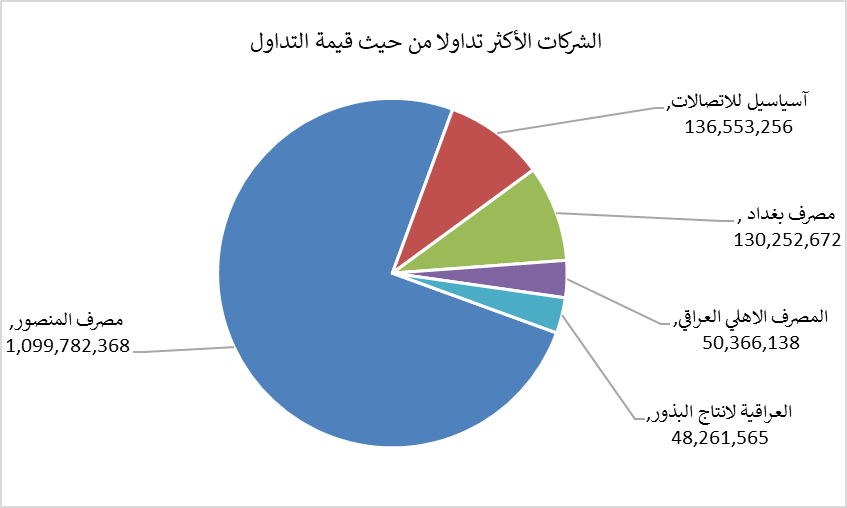 الشركات الأكثر تداولا من حيث قيمة التداول
آسياسيل للاتصالات,
136,553,256
مصرف بغداد ,
130,252,672
المصرف الاهلي العراقي,
50,366,138
العراقية لانتاج البذور,
48,261,565
مصرف المنصور,
1,099,782,368